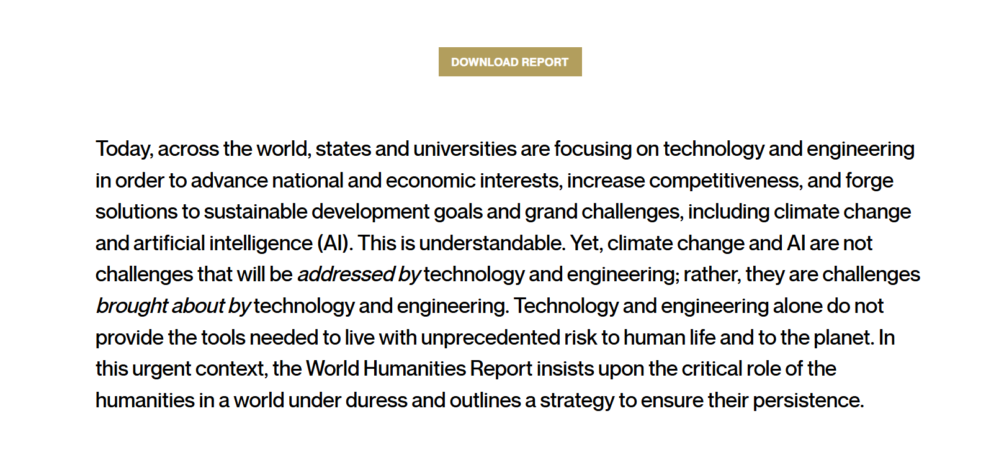 DOWNLOAD REPORT
Today, across the world, states and universities are focusing on technology and engineering
in order to advance national and economic interests, increase competitiveness, and forge
solutions to sustainable development goals and grand challenges, including climate change
and artificial intelligence (AI). This is understandable. Yet, climate change and AI are not
challenges that will be addressed by technology and engineering; rather, they are challenges
brought about by technology and engineering. Technology and engineering alone do not
provide the tools needed to live with unprecedented risk to human life and to the planet. In
this urgent context, the World Humanities Report insists upon the critical role of the
humanities in a world under duress and outlines a strategy to ensure their persistence.